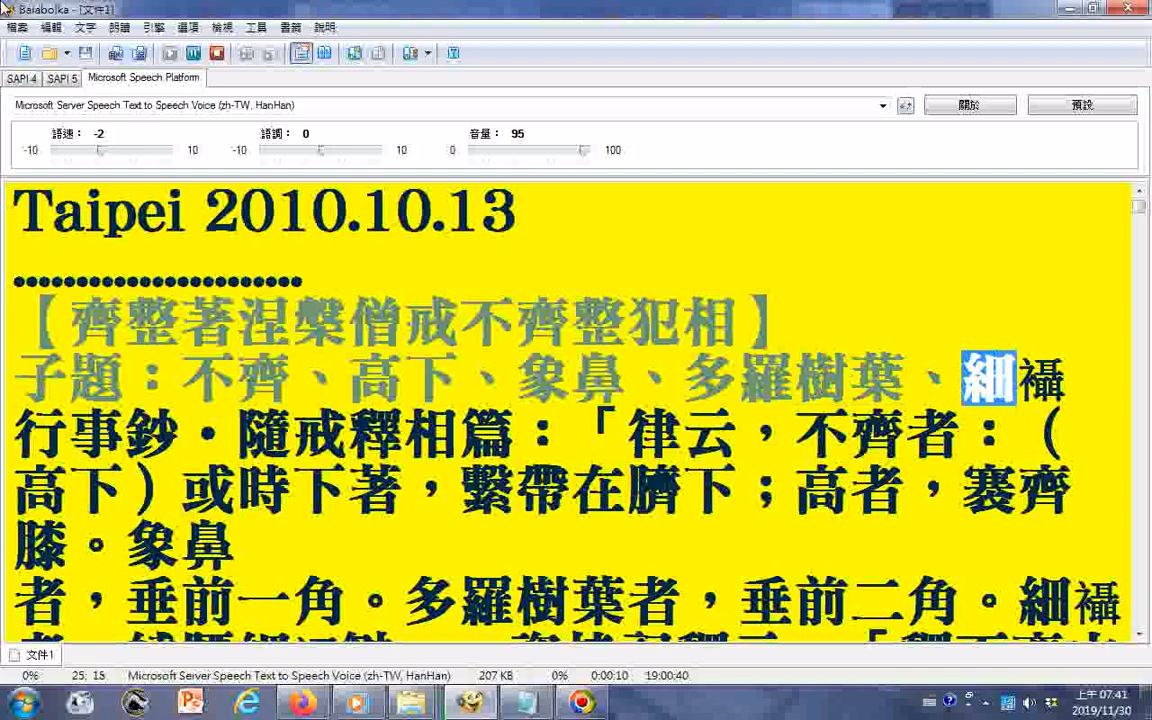 Balabolka - [文件1]
檔案 編輯 文字 朗讀 引擎 選項 檢視 工具 書籤 說明
SAPI 4 SAPI 5 Microsoft Speech Platform
Microsoft Server Speech Text to Speech Voice (zh-TW, HanHan)
關於 預設
語速： -2 語調： 0 音量： 95
-10 10 -10 10 0 100
Taipei 2010.10.13
【齊整著涅槃僧戒不齊整犯相】
子題：不齊、高下、象鼻、多羅樹葉、細襵
行事鈔‧隨戒釋相篇：「律云，不齊者：（
高下）或時下著，繫帶在臍下；高者，褰齊
膝。象鼻
者，垂前一角。多羅樹葉者，垂前二角。細襵
文件1
0% 25: 15 Microsoft Server Speech Text to Speech Voice (zh-TW, HanHan) 207 KB 0% 0:00:10 19:00:40
上午 07:41
2019/11/30